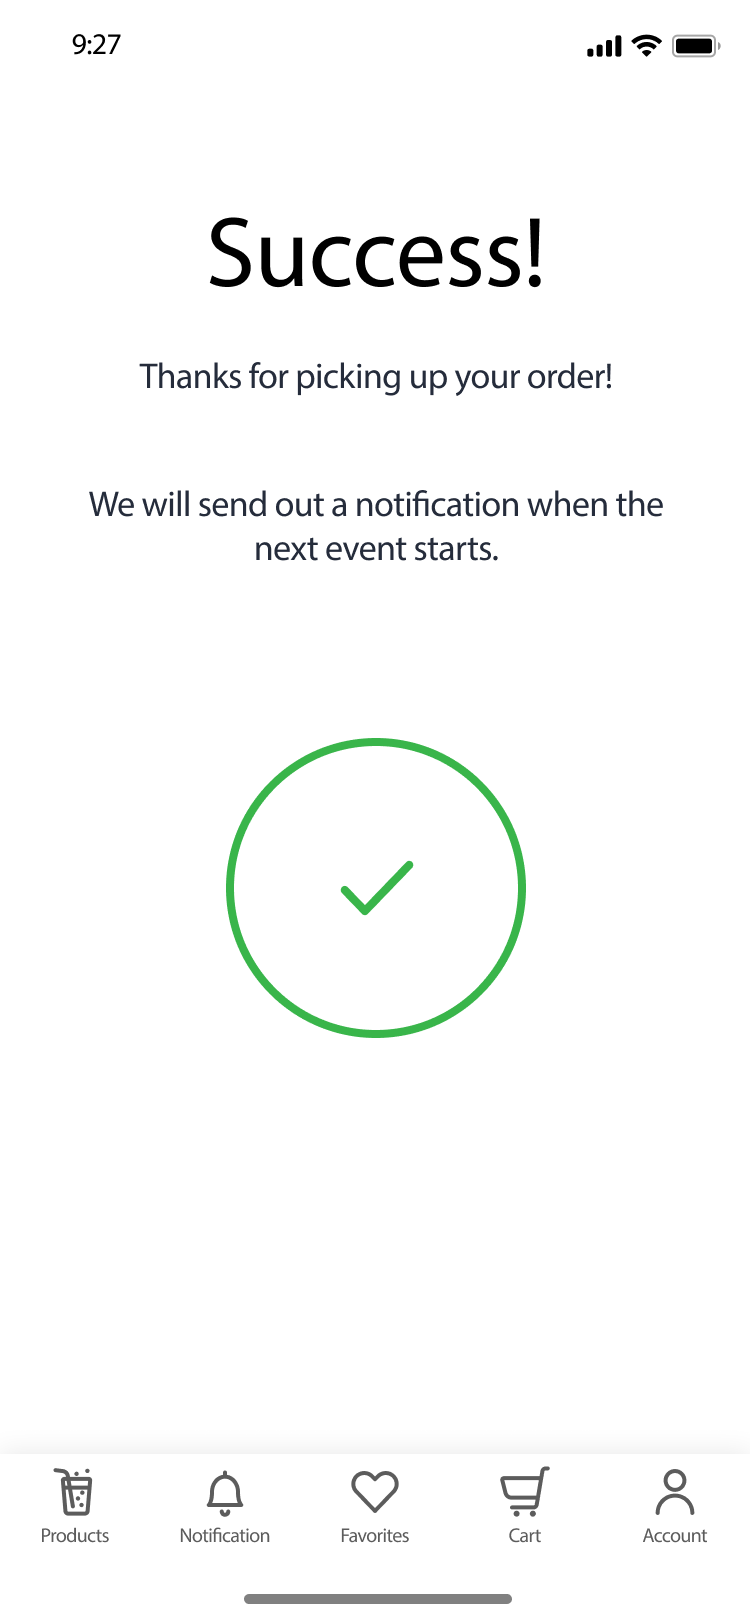 9:27
Success!
Thanks for picking up your order!
We will send out a notification when the
next event starts.
Products
Notification
Favorites
Cart
Account